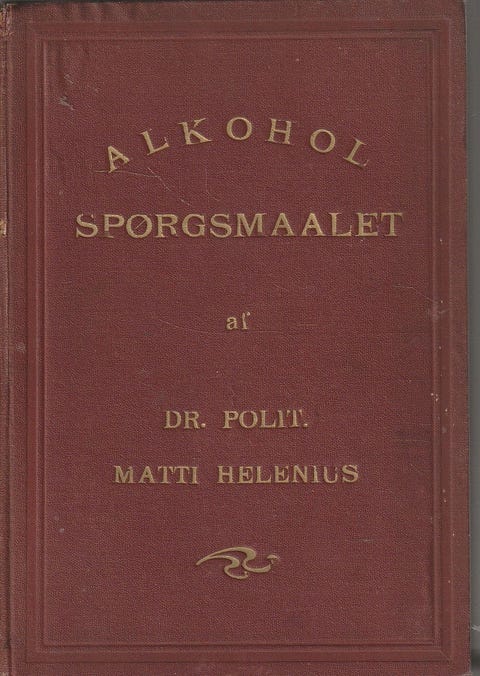 ALKOHOL
SPØRGSMAALET
af
DR. POLIT.
MATTI HELENIUS